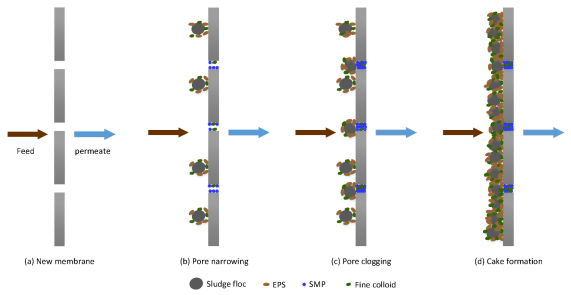 Feed
permeate
(a) New membrane
(b) Pore narrowing
(c) Pore clogging
(d) Cake formation
Sludge floc
EPS
SMP
Fine colloid